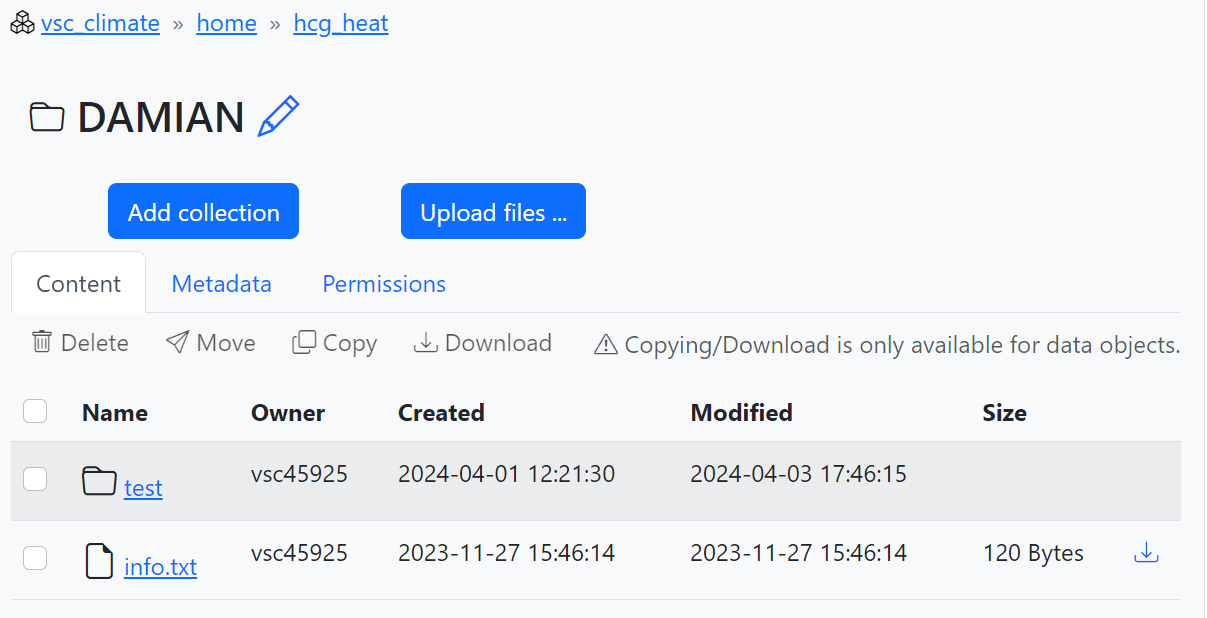 vsc_climate » home » hcg_heat
DAMIAN
Add collection Upload files ...
Content Metadata Permissions
Delete Move Copy Download Copying/Download is only available for data objects.
Name Owner Created Modified Size
test vsc45925 2024-04-01 12:21:30 2024-04-03 17:46:15
info.txt vsc45925 2023-11-27 15:46:14 2023-11-27 15:46:14 120 Bytes